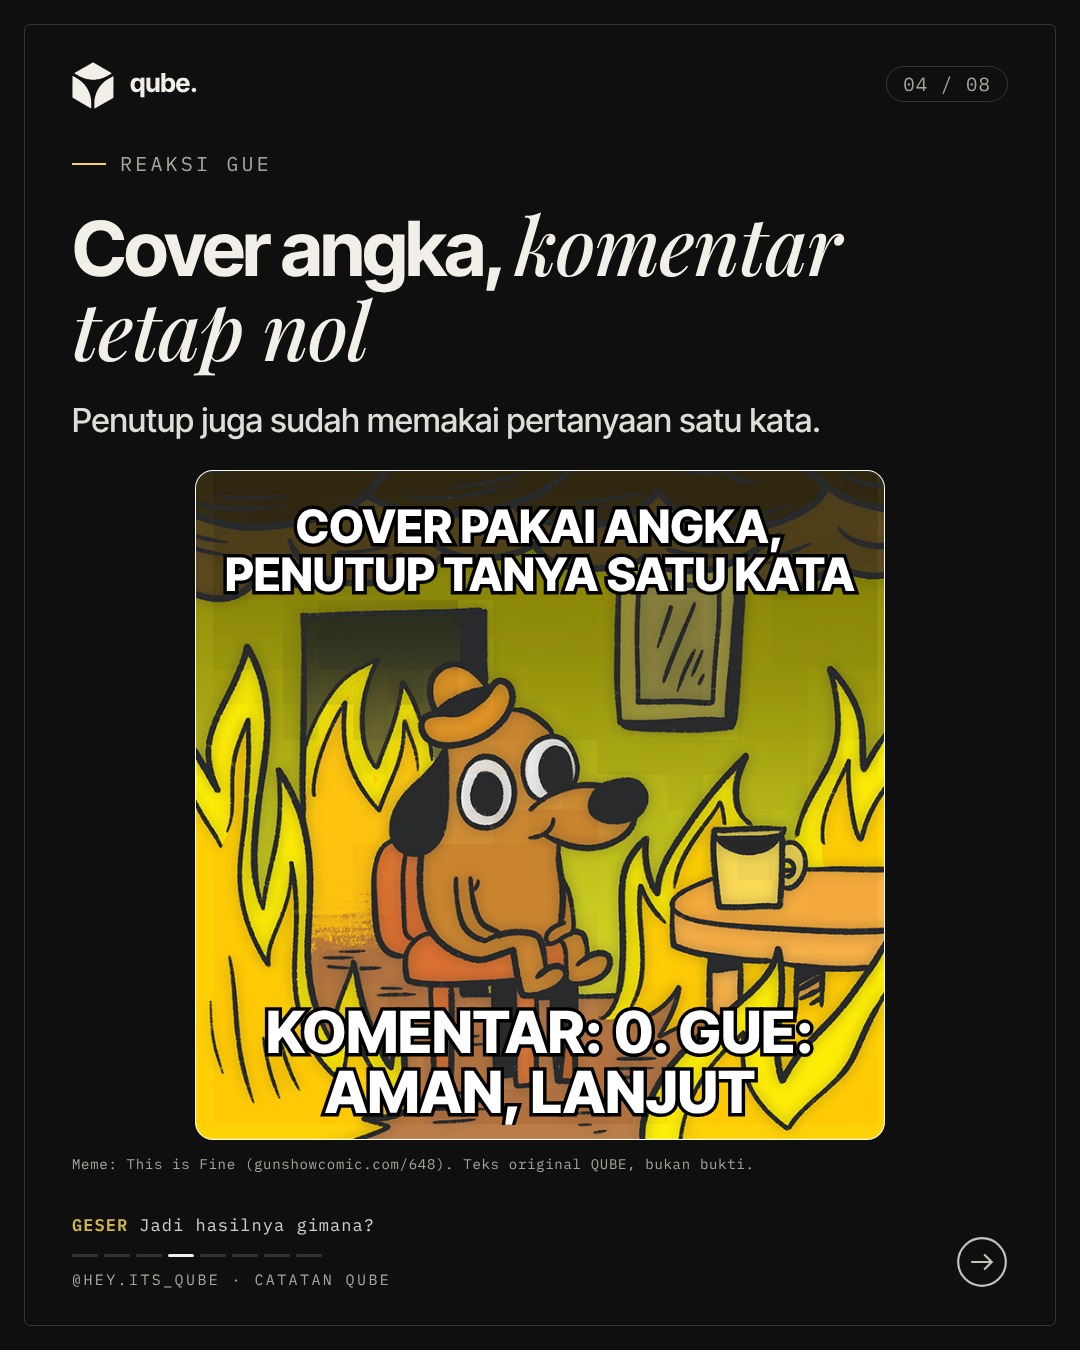 qube.
04 / 08
REAKSI GUE
Cover angka, komentar
tetap nol
Penutup juga sudah memakai pertanyaan satu kata.
COVER PAKAI ANGKA,
PENUTUP TANYA SATU KATA
KOMENTAR: 0. GUE:
AMAN, LANJUT
Meme: This is Fine (gunshowcomic.com/648). Teks original QUBE, bukan bukti.
GESER Jadi hasilnya gimana?
@HEY.ITS_QUBE · CATATAN QUBE